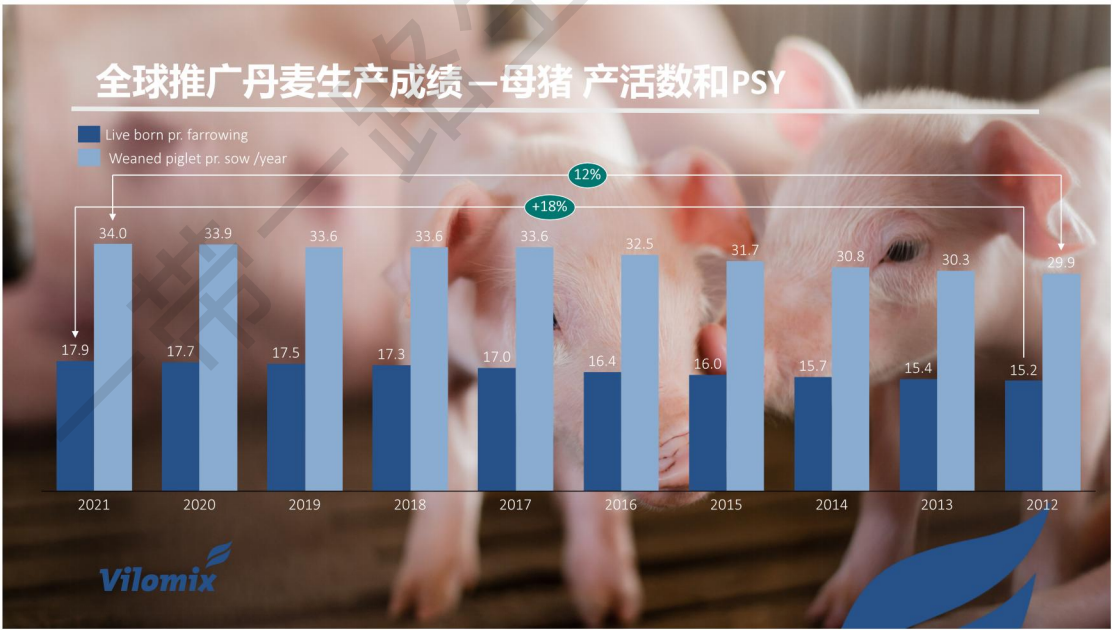 全球推广丹麦生产成绩 — 母猪 产活数和PSY
Live born pr. farrowing
Weaned piglet pr. sow /year
12%
+18%
34.0 33.9 33.6 33.6 33.6 32.5 31.7 30.8 30.3 29.9
17.9 17.7 17.5 17.3 17.0 16.4 16.0 15.7 15.4 15.2
2021 2020 2019 2018 2017 2016 2015 2014 2013 2012
Vilomix
一带一路